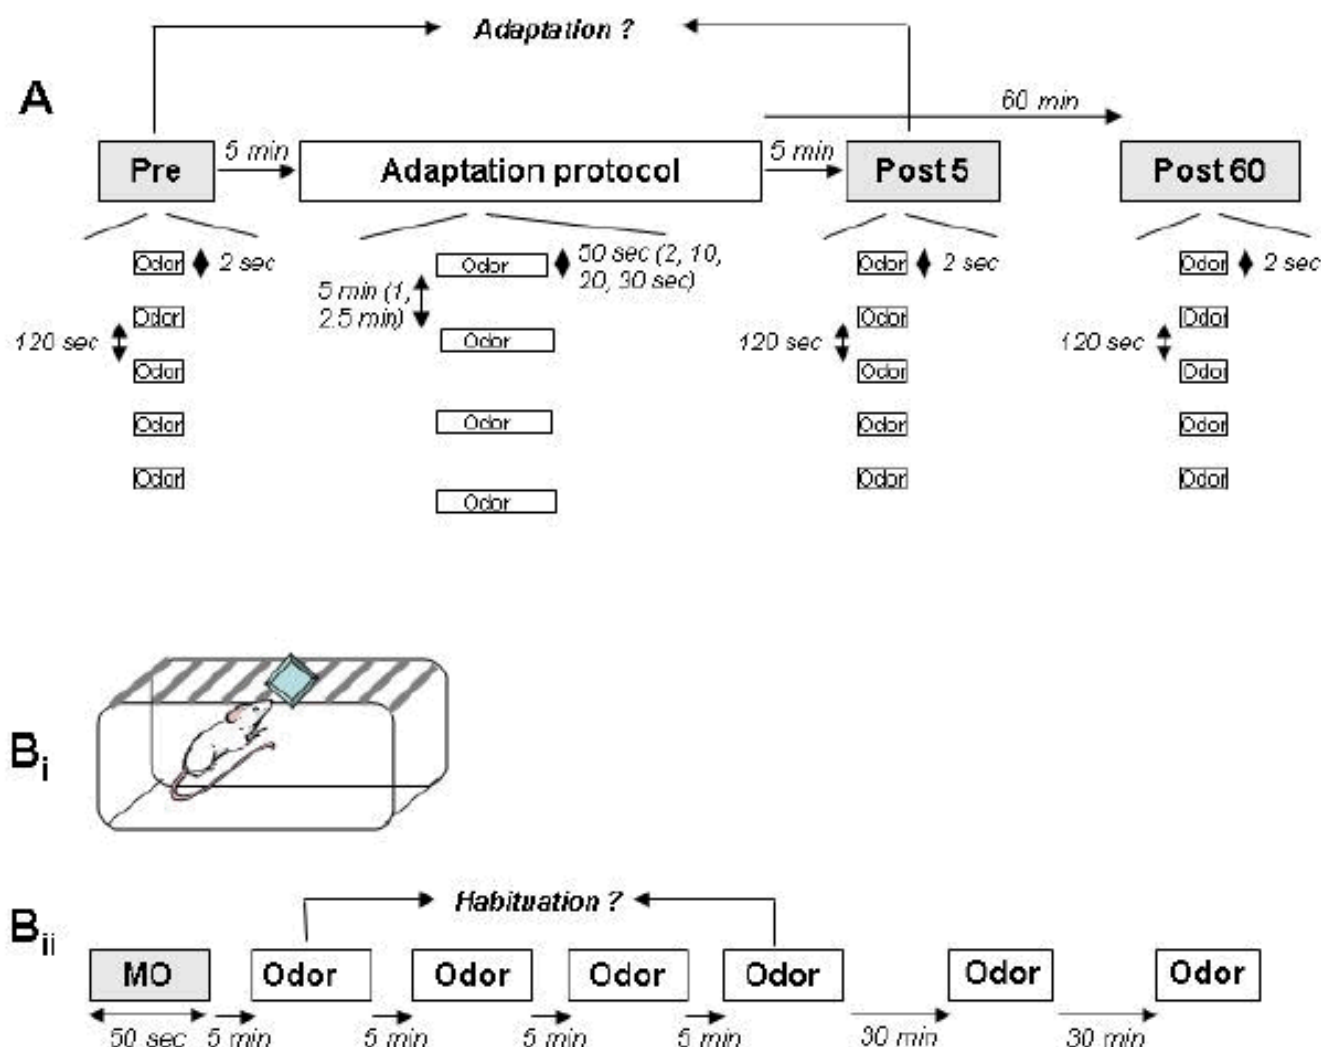 Adaptation ?
A
60 min
Pre
5 min
Adaptation protocol
5 min
Post 5
Post 60
Odor
2 sec
Odor
50 sec (2, 10,
20, 30 sec)
Odor
2 sec
Odor
2 sec
5 min (1,
2.5 min)
Odor
120 sec
Odor
Odor
120 sec
Odor
120 sec
Odor
Odor
Odor
Odor
Odor
Odor
Odor
Odor
Odor
Odor
Odor
Odor
Bi
Habituation ?
Bii
MO
Odor
Odor
Odor
Odor
Odor
Odor
50 sec
5 min
5 min
5 min
5 min
30 min
30 min